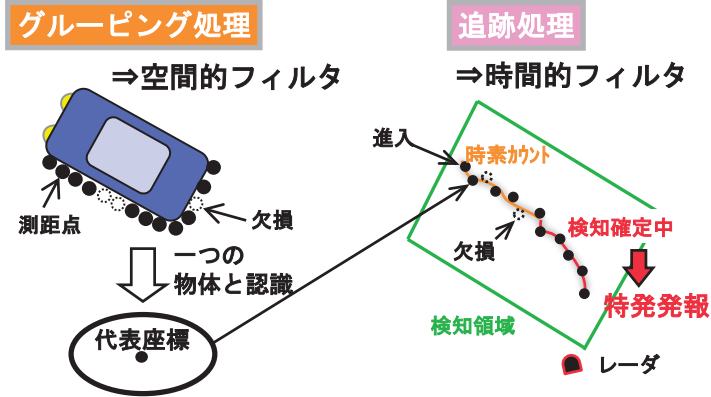 グルーピング処理
⇒空間的フィルタ
測距点
欠損
一つの
物体と認識
代表座標
追跡処理
⇒時間的フィルタ
進入
時素ｶｳﾝﾄ
欠損
検知確定中
特発発報
検知領域
レーダ